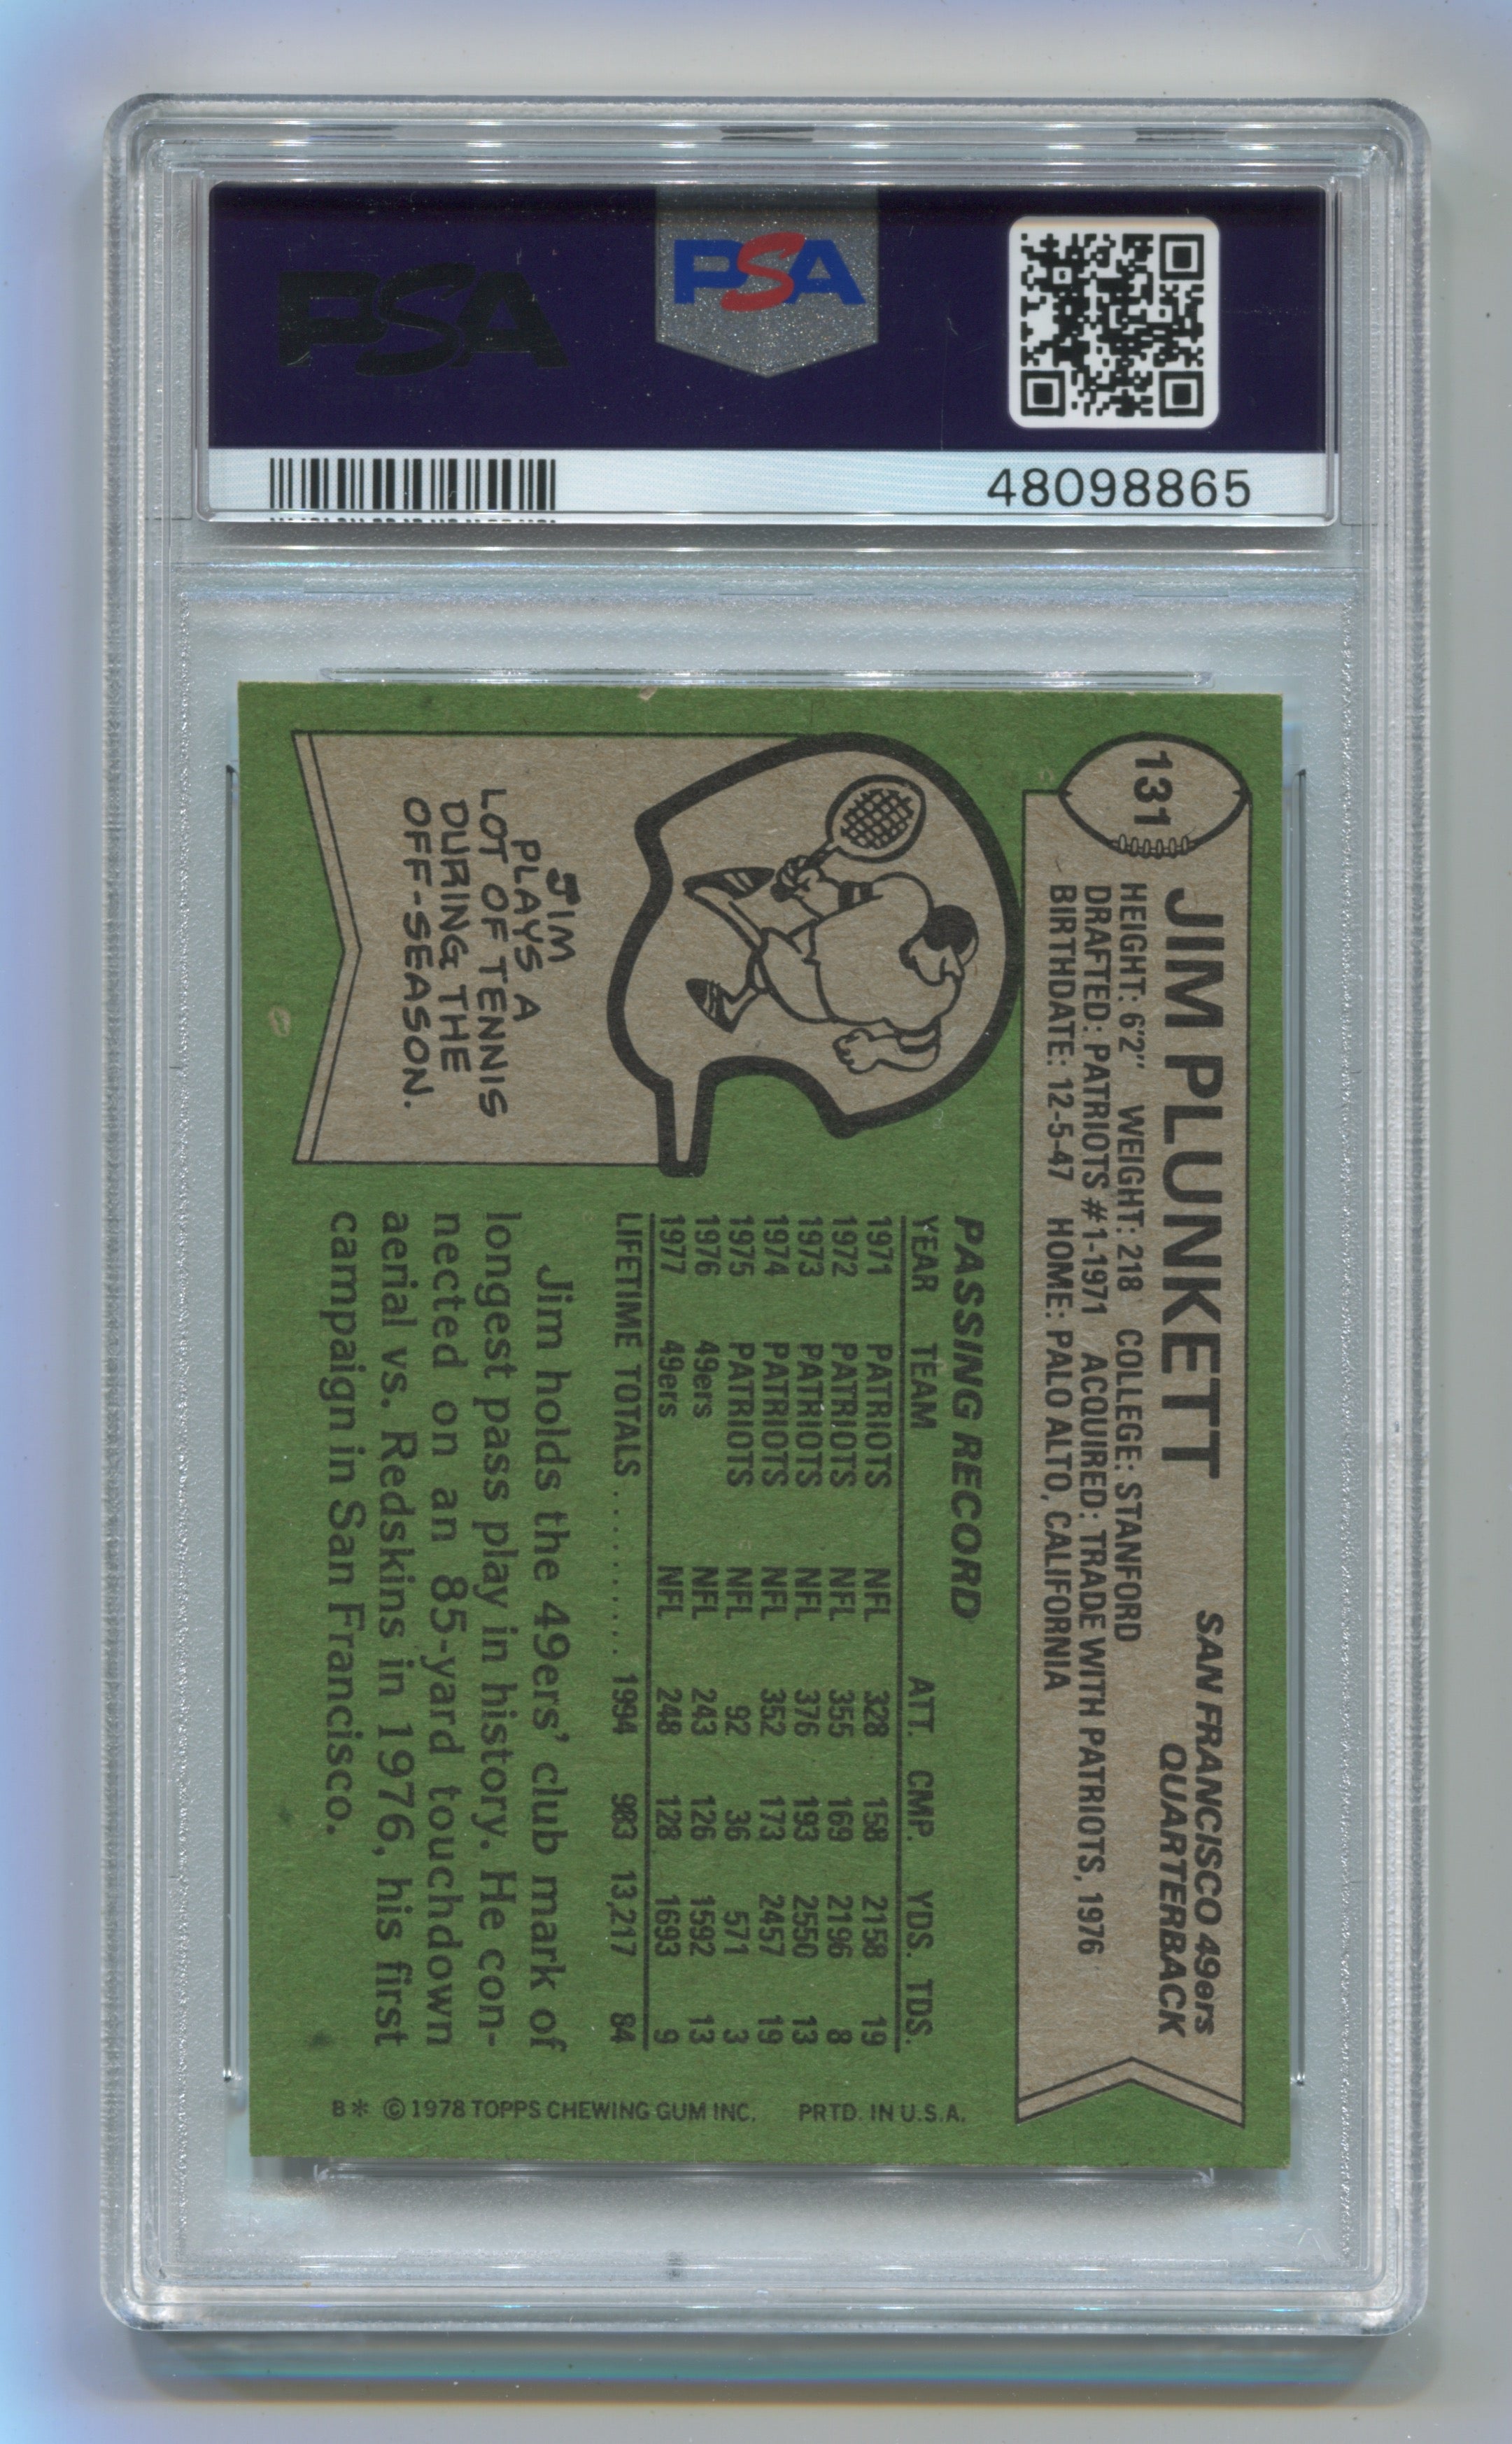 PSA
PSA
48098865
131
JIM PLUNKETT
SAN FRANCISCO 49ers
QUARTERBACK
HEIGHT: 6'2" WEIGHT: 218 COLLEGE: STANFORD
DRAFTED: PATRIOTS #1-1971 ACQUIRED: TRADE WITH PATRIOTS, 1976
BIRTHDATE: 12-5-47 HOME: PALO ALTO, CALIFORNIA
JIM
PLAYS A
LOT OF TENNIS
DURING THE
OFF-SEASON.
PASSING RECORD
YEAR TEAM ATT. CMP. YDS. TDS.
1971 PATRIOTS NFL 328 158 2158 19
1972 PATRIOTS NFL 355 169 2196 8
1973 PATRIOTS NFL 376 193 2550 13
1974 PATRIOTS NFL 352 173 2457 19
1975 PATRIOTS NFL 92 36 571 3
1976 49ers NFL 243 126 1592 13
1977 49ers NFL 248 128 1693 9
LIFETIME TOTALS .......... 1994 983 13,217 84
Jim holds the 49ers' club mark of
longest pass play in history. He con-
nected on an 85-yard touchdown
aerial vs. Redskins in 1976, his first
campaign in San Francisco.
B* ©1978 TOPPS CHEWING GUM INC. PRTD. IN U.S.A.